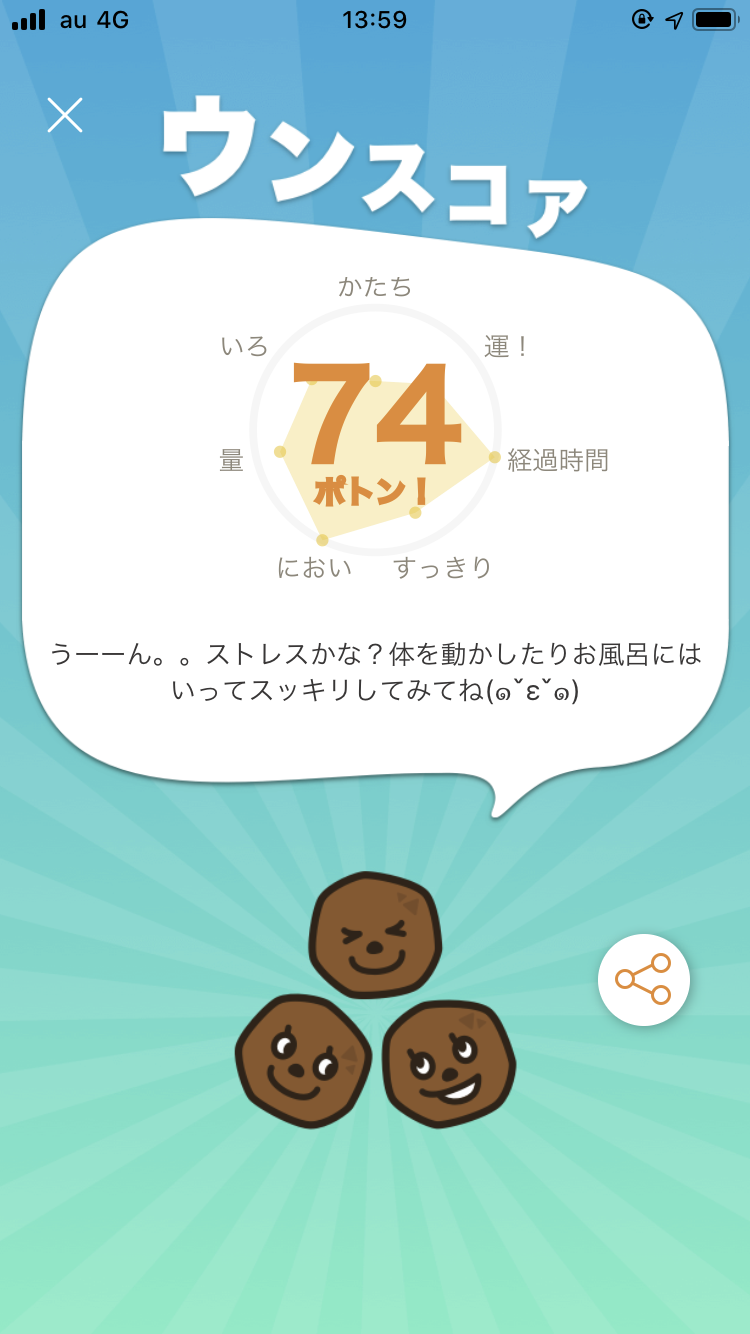 au 4G 13:59
ウンスコア
かたち
いろ
運！
74
量
経過時間
ポトン！
におい
すっきり
うーーん。。ストレスかな？体を動かしたりお風呂には
いってスッキリしてみてね(๑˘ε˘๑)